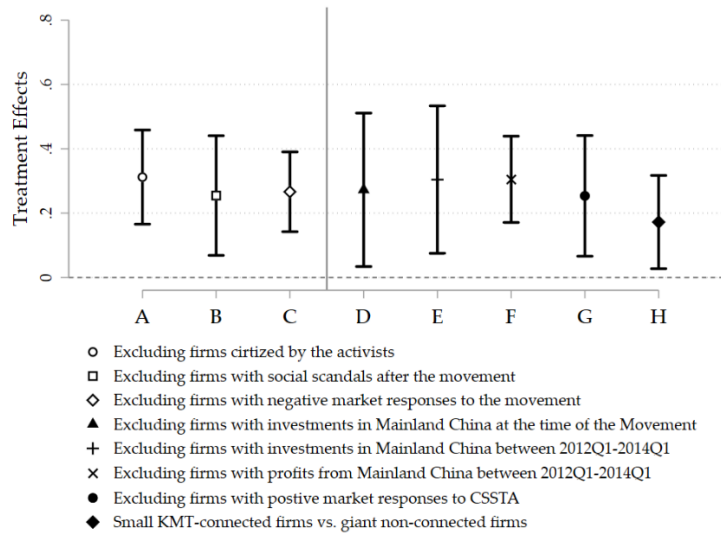 .8
.6
.4
.2
0
Treatment Effects
A B C D E F G H
Excluding firms cirtized by the activists
Excluding firms with social scandals after the movement
Excluding firms with negative market responses to the movement
Excluding firms with investments in Mainland China at the time of the Movement
Excluding firms with investments in Mainland China between 2012Q1-2014Q1
Excluding firms with profits from Mainland China between 2012Q1-2014Q1
Excluding firms with postive market responses to CSSTA
Small KMT-connected firms vs. giant non-connected firms